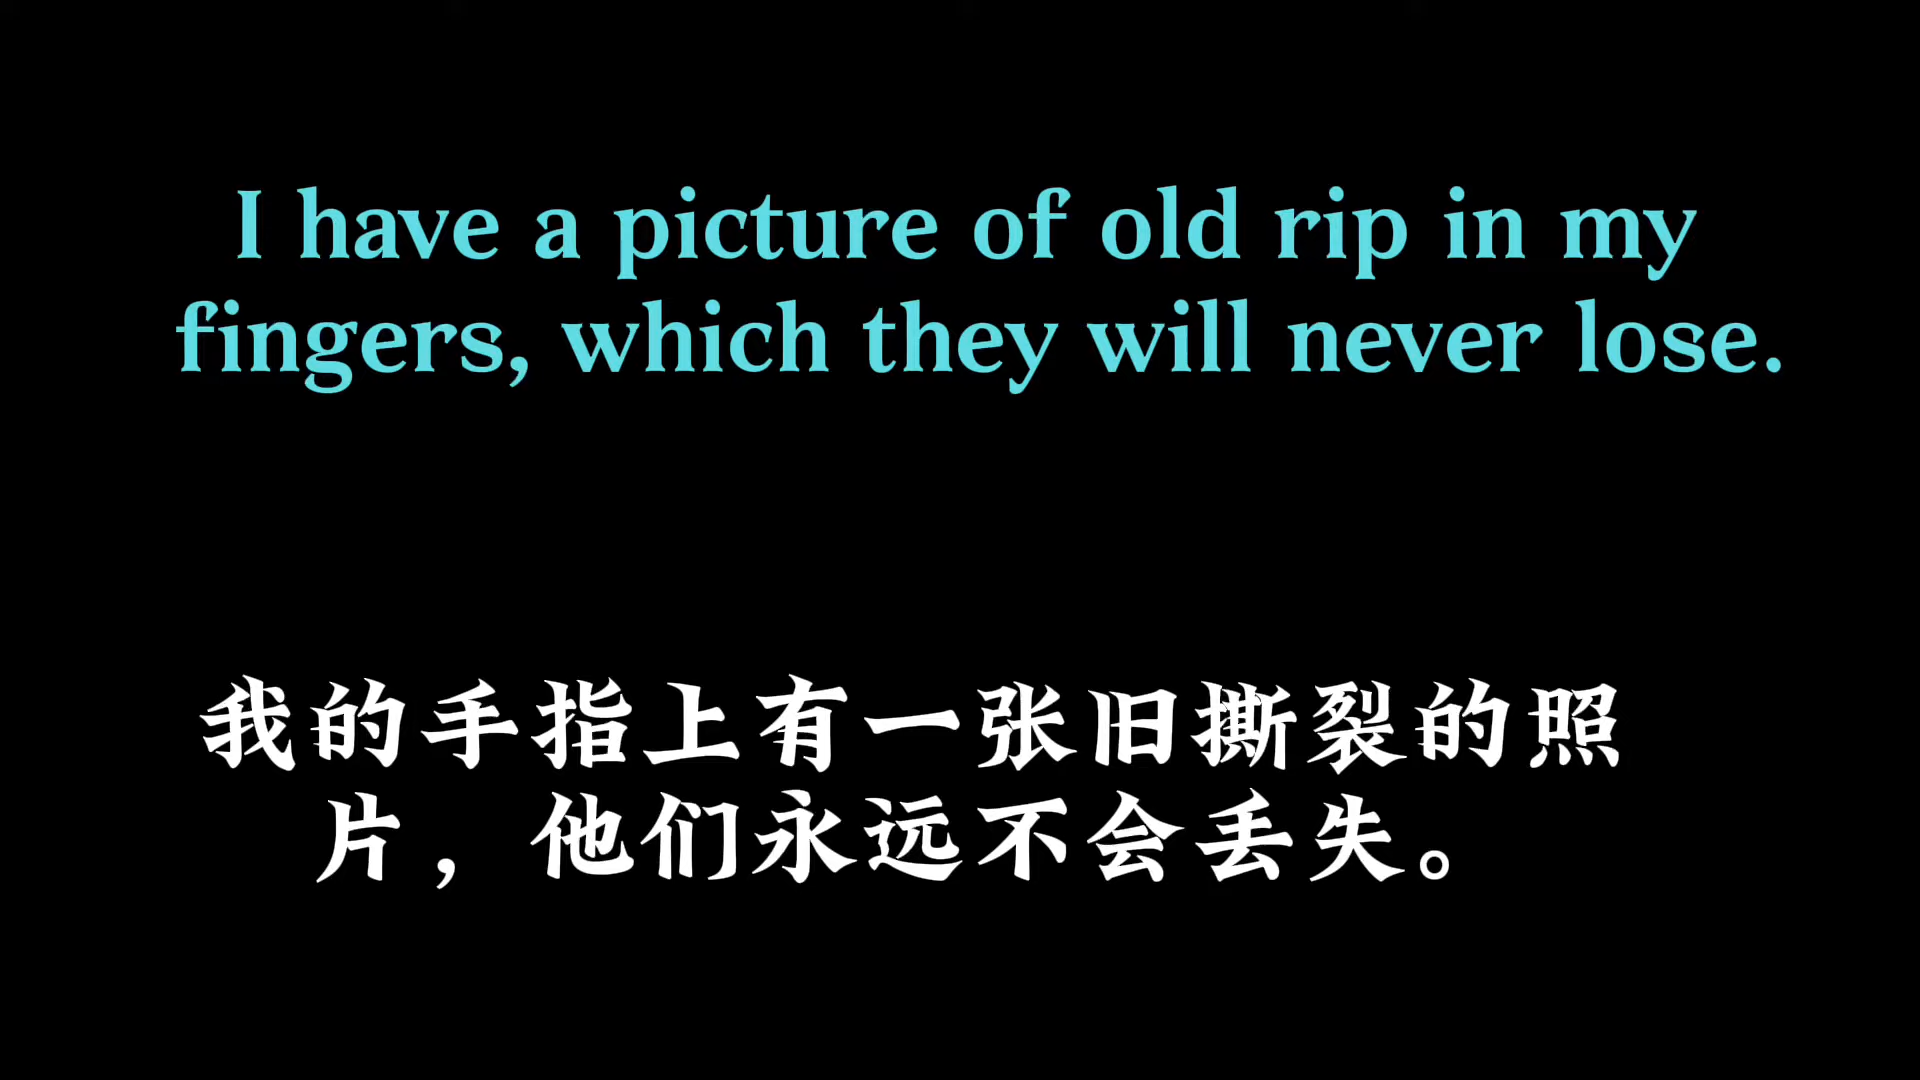 I have a picture of old rip in my
fingers, which they will never lose.
我的手指上有一张旧撕裂的照
片，他们永远不会丢失。